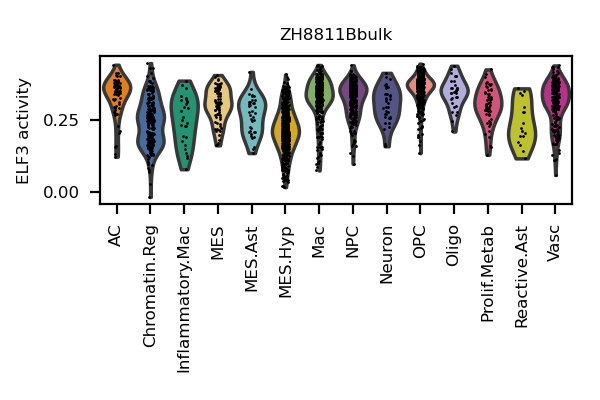 ZH8811Bbulk
ELF3 activity
0.25
0.00
AC
Chromatin.Reg
Inflammatory.Mac
MES
MES.Ast
MES.Hyp
Mac
NPC
Neuron
OPC
Oligo
Prolif.Metab
Reactive.Ast
Vasc